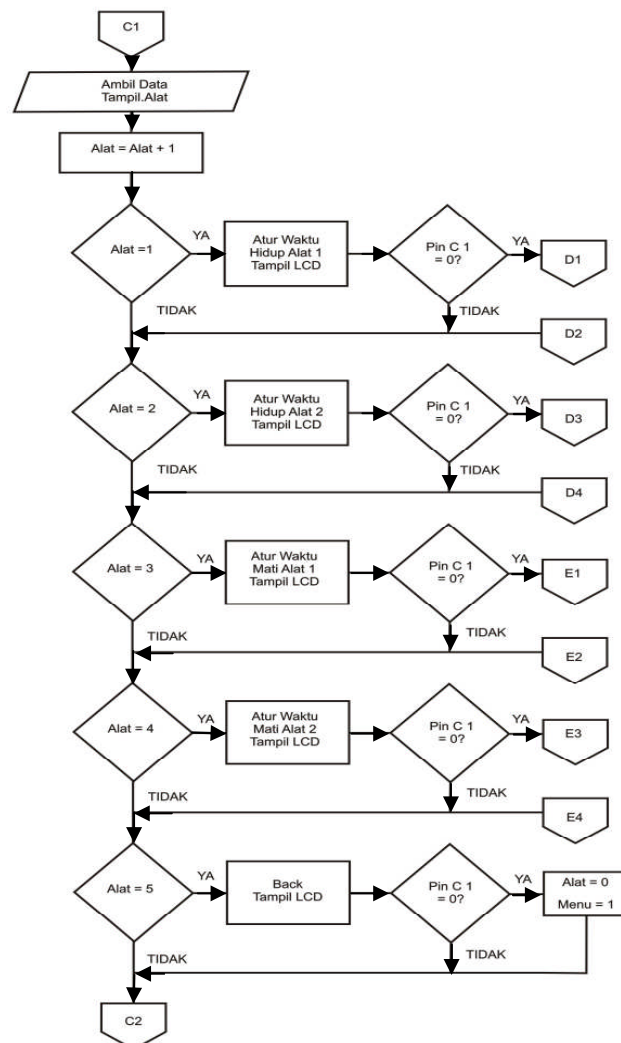 C1
Ambil Data
Tampil.Alat
Alat = Alat + 1
Alat =1
YA
Atur Waktu
Hidup Alat 1
Tampil LCD
Pin C 1
= 0?
YA
D1
TIDAK
TIDAK
D2
Alat = 2
YA
Atur Waktu
Hidup Alat 2
Tampil LCD
Pin C 1
= 0?
YA
D3
TIDAK
TIDAK
D4
Alat = 3
YA
Atur Waktu
Mati Alat 1
Tampil LCD
Pin C 1
= 0?
YA
E1
TIDAK
TIDAK
E2
Alat = 4
YA
Atur Waktu
Mati Alat 2
Tampil LCD
Pin C 1
= 0?
YA
E3
TIDAK
TIDAK
E4
Alat = 5
YA
Back
Tampil LCD
Pin C 1
= 0?
YA
Alat = 0
Menu = 1
TIDAK
TIDAK
C2